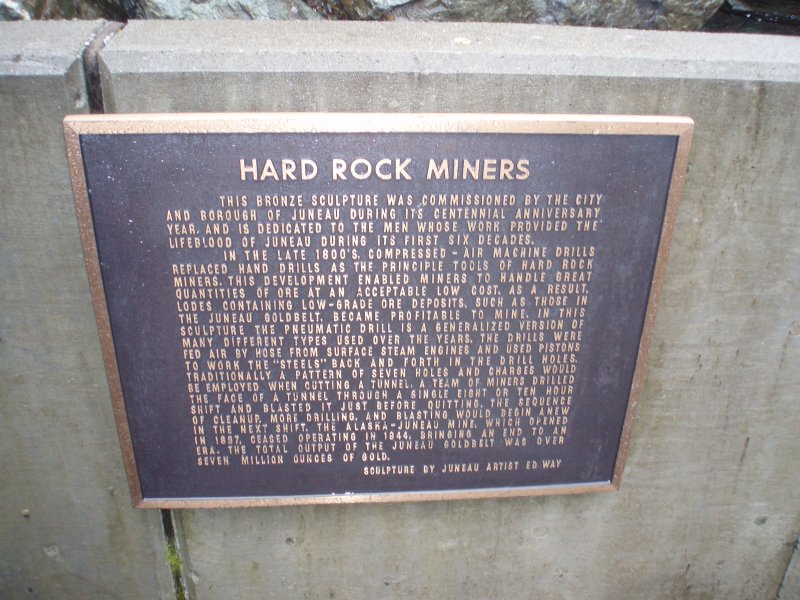 HARD ROCK MINERS
THIS BRONZE SCULPTURE WAS COMMISSIONED BY THE CITY
AND BOROUGH OF JUNEAU DURING ITS CENTENNIAL ANNIVERSARY
YEAR, AND IS DEDICATED TO THE MEN WHOSE WORK PROVIDED THE
LIFEBLOOD OF JUNEAU DURING ITS FIRST SIX DECADES.
IN THE LATE 1800'S, COMPRESSED-AIR MACHINE DRILLS
REPLACED HAND DRILLS AS THE PRINCIPLE TOOLS OF HARD ROCK
MINERS. THIS DEVELOPMENT ENABLED MINERS TO HANDLE GREAT
QUANTITIES OF ORE AT AN ACCEPTABLE LOW COST. AS A RESULT,
LODES CONTAINING LOW-GRADE ORE DEPOSITS, SUCH AS THOSE IN
THE JUNEAU GOLDBELT, BECAME PROFITABLE TO MINE. IN THIS
SCULPTURE THE PNEUMATIC DRILL IS A GENERALIZED VERSION OF
MANY DIFFERENT TYPES USED OVER THE YEARS. THE DRILLS WERE
FED AIR BY HOSE FROM SURFACE STEAM ENGINES AND USED PISTONS
TO WORK THE "STEELS" BACK AND FORTH IN THE DRILL HOLES.
TRADITIONALLY A PATTERN OF SEVEN HOLES AND CHARGES WOULD
BE EMPLOYED WHEN CUTTING A TUNNEL. A TEAM OF MINERS DRILLED
THE FACE OF A TUNNEL THROUGH A SINGLE EIGHT OR TEN HOUR
SHIFT AND BLASTED IT JUST BEFORE QUITTING. THE SEQUENCE
OF CLEANUP, MORE DRILLING, AND BLASTING WOULD BEGIN ANEW
IN THE NEXT SHIFT. THE ALASKA-JUNEAU MINE, WHICH OPENED
IN 1897, CEASED OPERATING IN 1944, BRINGING AN END TO AN
ERA. THE TOTAL OUTPUT OF THE JUNEAU GOLDBELT WAS OVER
SEVEN MILLION OUNCES OF GOLD.
SCULPTURE BY JUNEAU ARTIST ED WAY